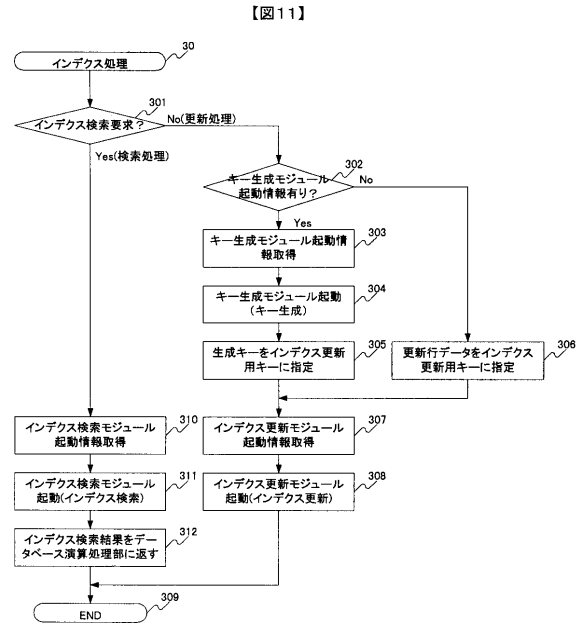 【図11】
30
インデクス処理
301
インデクス検索要求？
No(更新処理)
Yes(検索処理)
302
キー生成モジュール
起動情報有り？
No
Yes
303
キー生成モジュール起動情
報取得
304
キー生成モジュール起動
(キー生成)
305
生成キーをインデクス更新
用キーに指定
306
更新行データをインデクス
更新用キーに指定
310
インデクス検索モジュール
起動情報取得
307
インデクス更新モジュール
起動情報取得
311
インデクス検索モジュール
起動(インデクス検索)
308
インデクス更新モジュール
起動(インデクス更新)
312
インデクス検索結果をデー
タベース演算処理部に返す
309
END